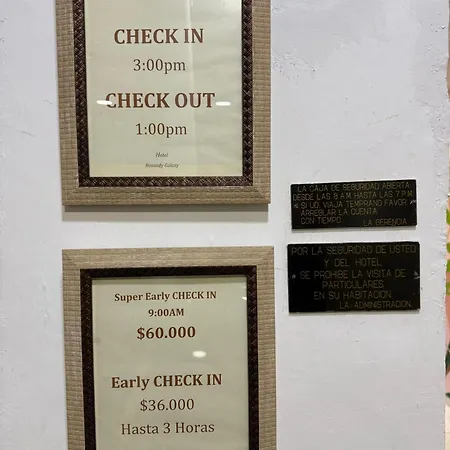 CHECK IN
3:00pm
CHECK OUT
1:00pm
Hotel
LA CAJA DE SEGURIDAD ABIERTA
DESDE LAS 8 A.M HASTA LAS 7 P.M
SI UD. VIAJA TEMPRANO FAVOR
ARREBLAR LA CUENTA
CON TIEMPO
LA GERENCIA
POR LA SEGURIDAD DE USTED
Y DEL HOTEL
SE PROHIBE LA VISITA DE
PARTICULARES
EN SU HABITACION
LA ADMINISTRACION
Super Early CHECK IN
9:00AM
$60.000
Early CHECK IN
$36.000
Hasta 3 Horas